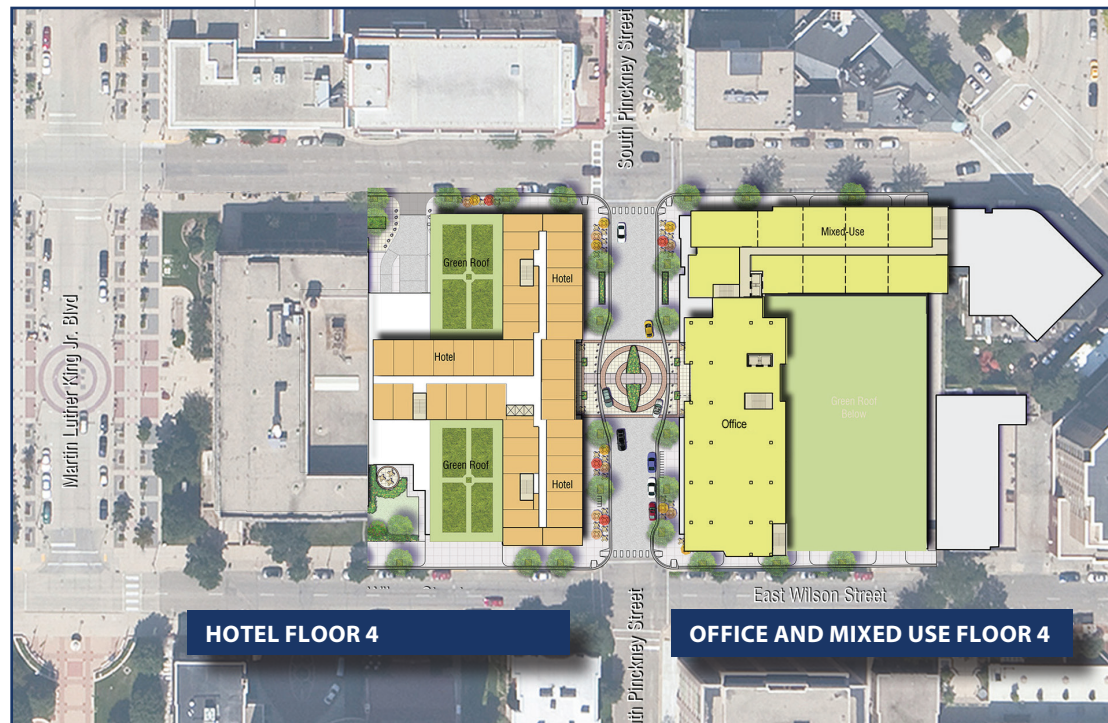 South Pinckney Street
Mixed-Use
Green Roof
Hotel
Hotel
Martin Luther King Jr. Blvd
Green Roof
Below
Office
Green Roof
Hotel
East Wilson Street
HOTEL FLOOR 4
OFFICE AND MIXED USE FLOOR 4
Pinckney Street